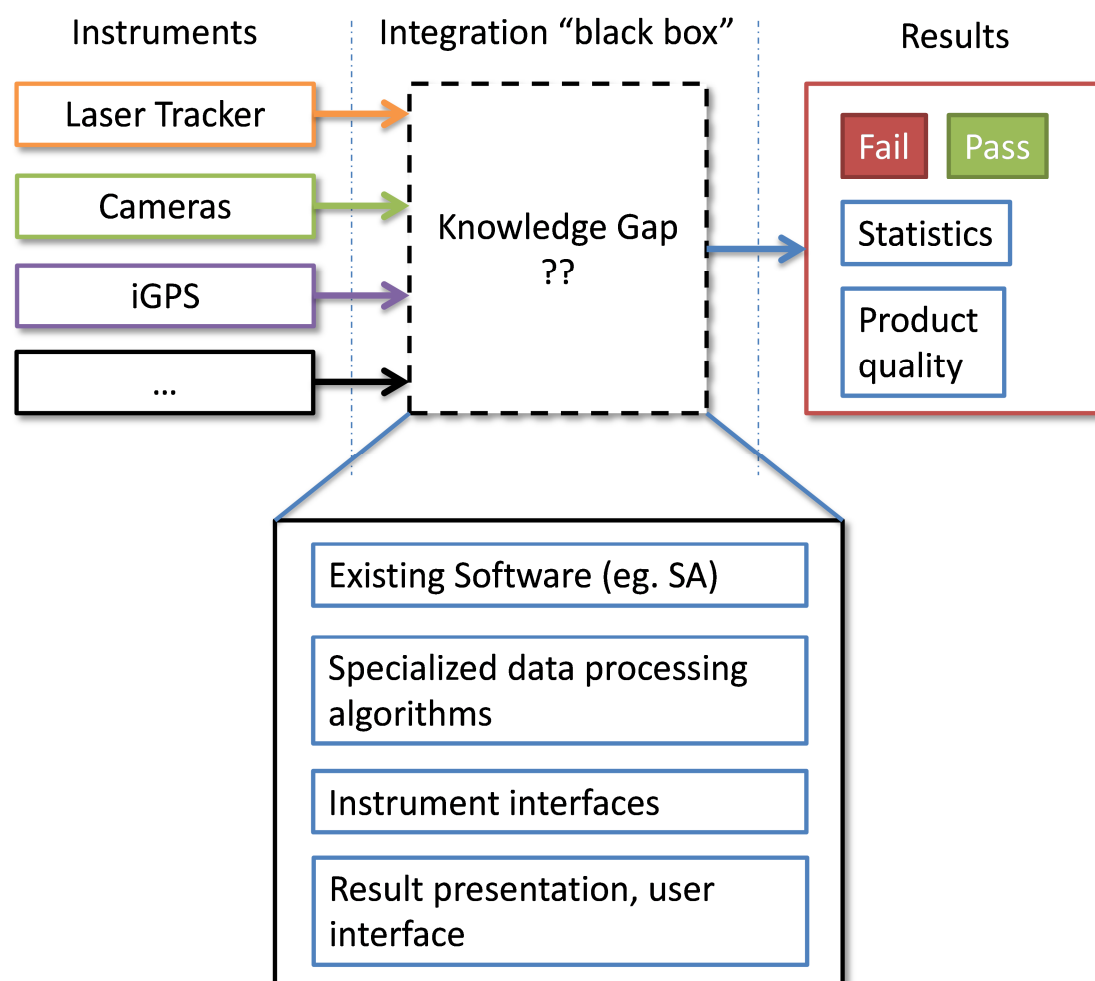 Instruments
Integration “black box”
Results
Laser Tracker
Cameras
iGPS
...
Knowledge Gap
??
Fail
Pass
Statistics
Product
quality
Existing Software (eg. SA)
Specialized data processing
algorithms
Instrument interfaces
Result presentation, user
interface